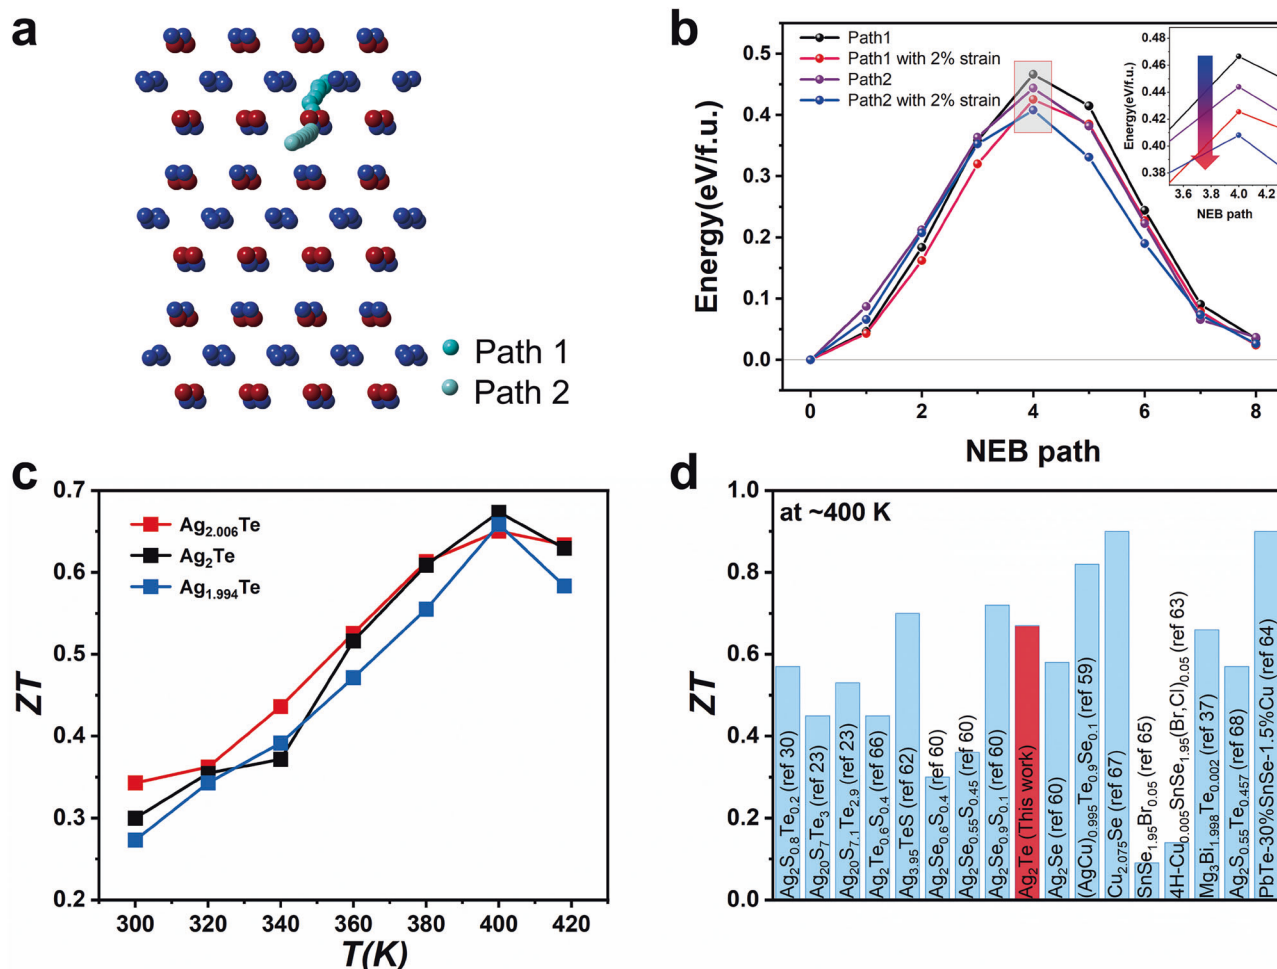 a
Path 1
Path 2
b
Energy(eV/f.u.)
0.5
0.4
0.3
0.2
0.1
0.0
Path1
Path1 with 2% strain
Path2
Path2 with 2% strain
0
2
4
6
8
NEB path
Energy(eV/f.u.)
0.48
0.46
0.44
0.42
0.40
0.38
3.6
3.8
4.0
4.2
NEB path
c
ZT
0.7
0.6
0.5
0.4
0.3
0.2
Ag2.006Te
Ag2Te
Ag1.994Te
300
320
340
360
380
400
420
T(K)
d
ZT
1.0
0.8
0.6
0.4
0.2
0.0
at ~400 K
Ag2S0.8Te0.2 (ref 30)
Ag20S7Te3 (ref 23)
Ag20S7.1Te2.9 (ref 23)
Ag2Te0.6S0.4 (ref 66)
Ag3.95TeS (ref 62)
Ag2Se0.6S0.4 (ref 60)
Ag2Se0.55S0.45 (ref 60)
Ag2Se0.9S0.1 (ref 60)
Ag2Te (This work)
Ag2Se (ref 60)
(AgCu)0.995Te0.9Se0.1 (ref 59)
Cu2.075Se (ref 67)
SnSe1.95Br0.05 (ref 65)
4H-Cu0.005SnSe1.95(Br,Cl)0.05 (ref 63)
Mg3Bi1.998Te0.002 (ref 37)
Ag2S0.55Te0.457 (ref 68)
PbTe-30%SnSe-1.5%Cu (ref 64)